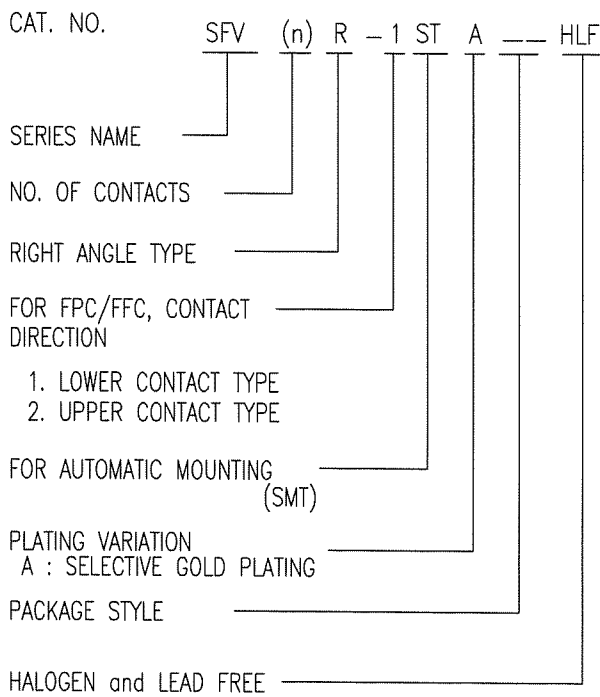 CAT. NO. SFV (n) R - 1 ST A __ HLF
SERIES NAME
NO. OF CONTACTS
RIGHT ANGLE TYPE
FOR FPC/FFC, CONTACT
DIRECTION
1. LOWER CONTACT TYPE
2. UPPER CONTACT TYPE
FOR AUTOMATIC MOUNTING
(SMT)
PLATING VARIATION
A : SELECTIVE GOLD PLATING
PACKAGE STYLE
HALOGEN and LEAD FREE